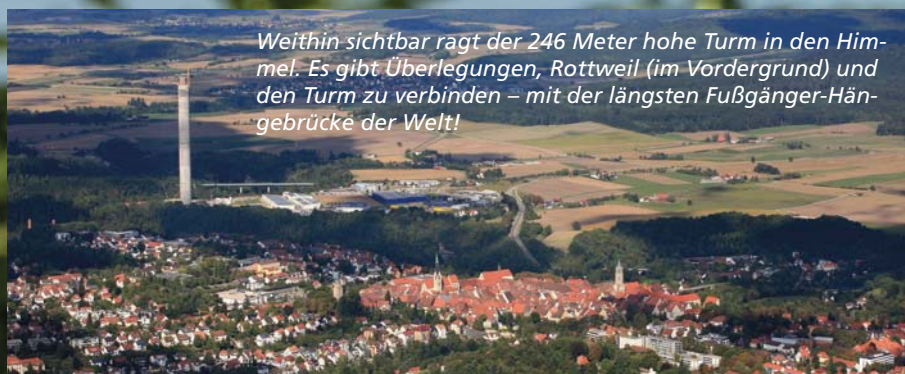 Weithin sichtbar ragt der 246 Meter hohe Turm in den Him-
mel. Es gibt Überlegungen, Rottweil (im Vordergrund) und
den Turm zu verbinden – mit der längsten Fußgänger-Hän-
gebrücke der Welt!